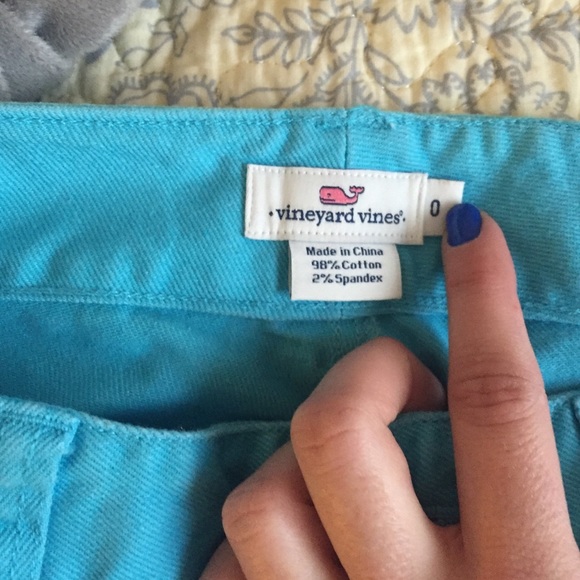 ·vineyard vines®·
0
Made in China
98% Cotton
2% Spandex